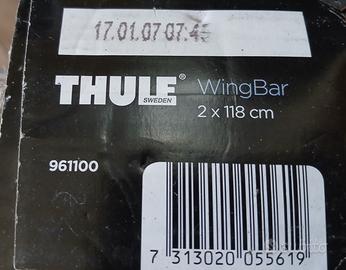 17.01.07 07:45
THULE® WingBar
SWEDEN
2 x 118 cm
961100
7 313020 055619